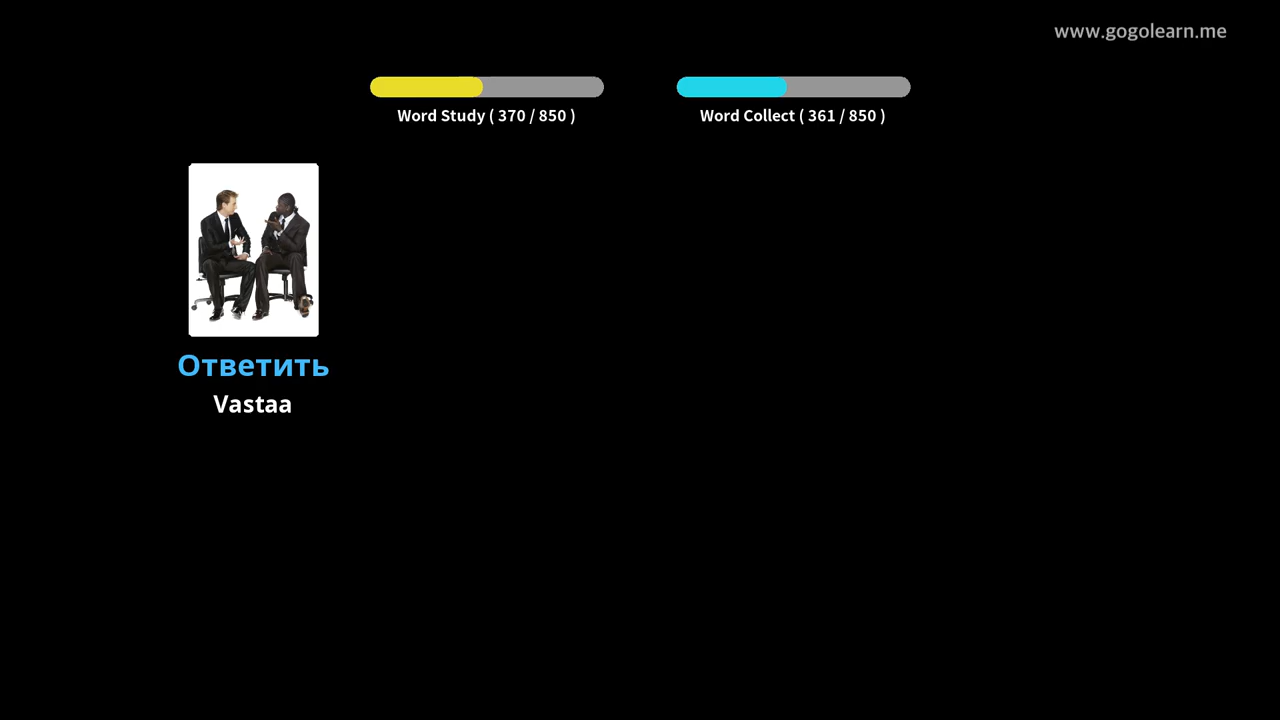 www.gogolearn.me
Word Study ( 370 / 850 )
Word Collect ( 361 / 850 )
Ответить
Vastaa